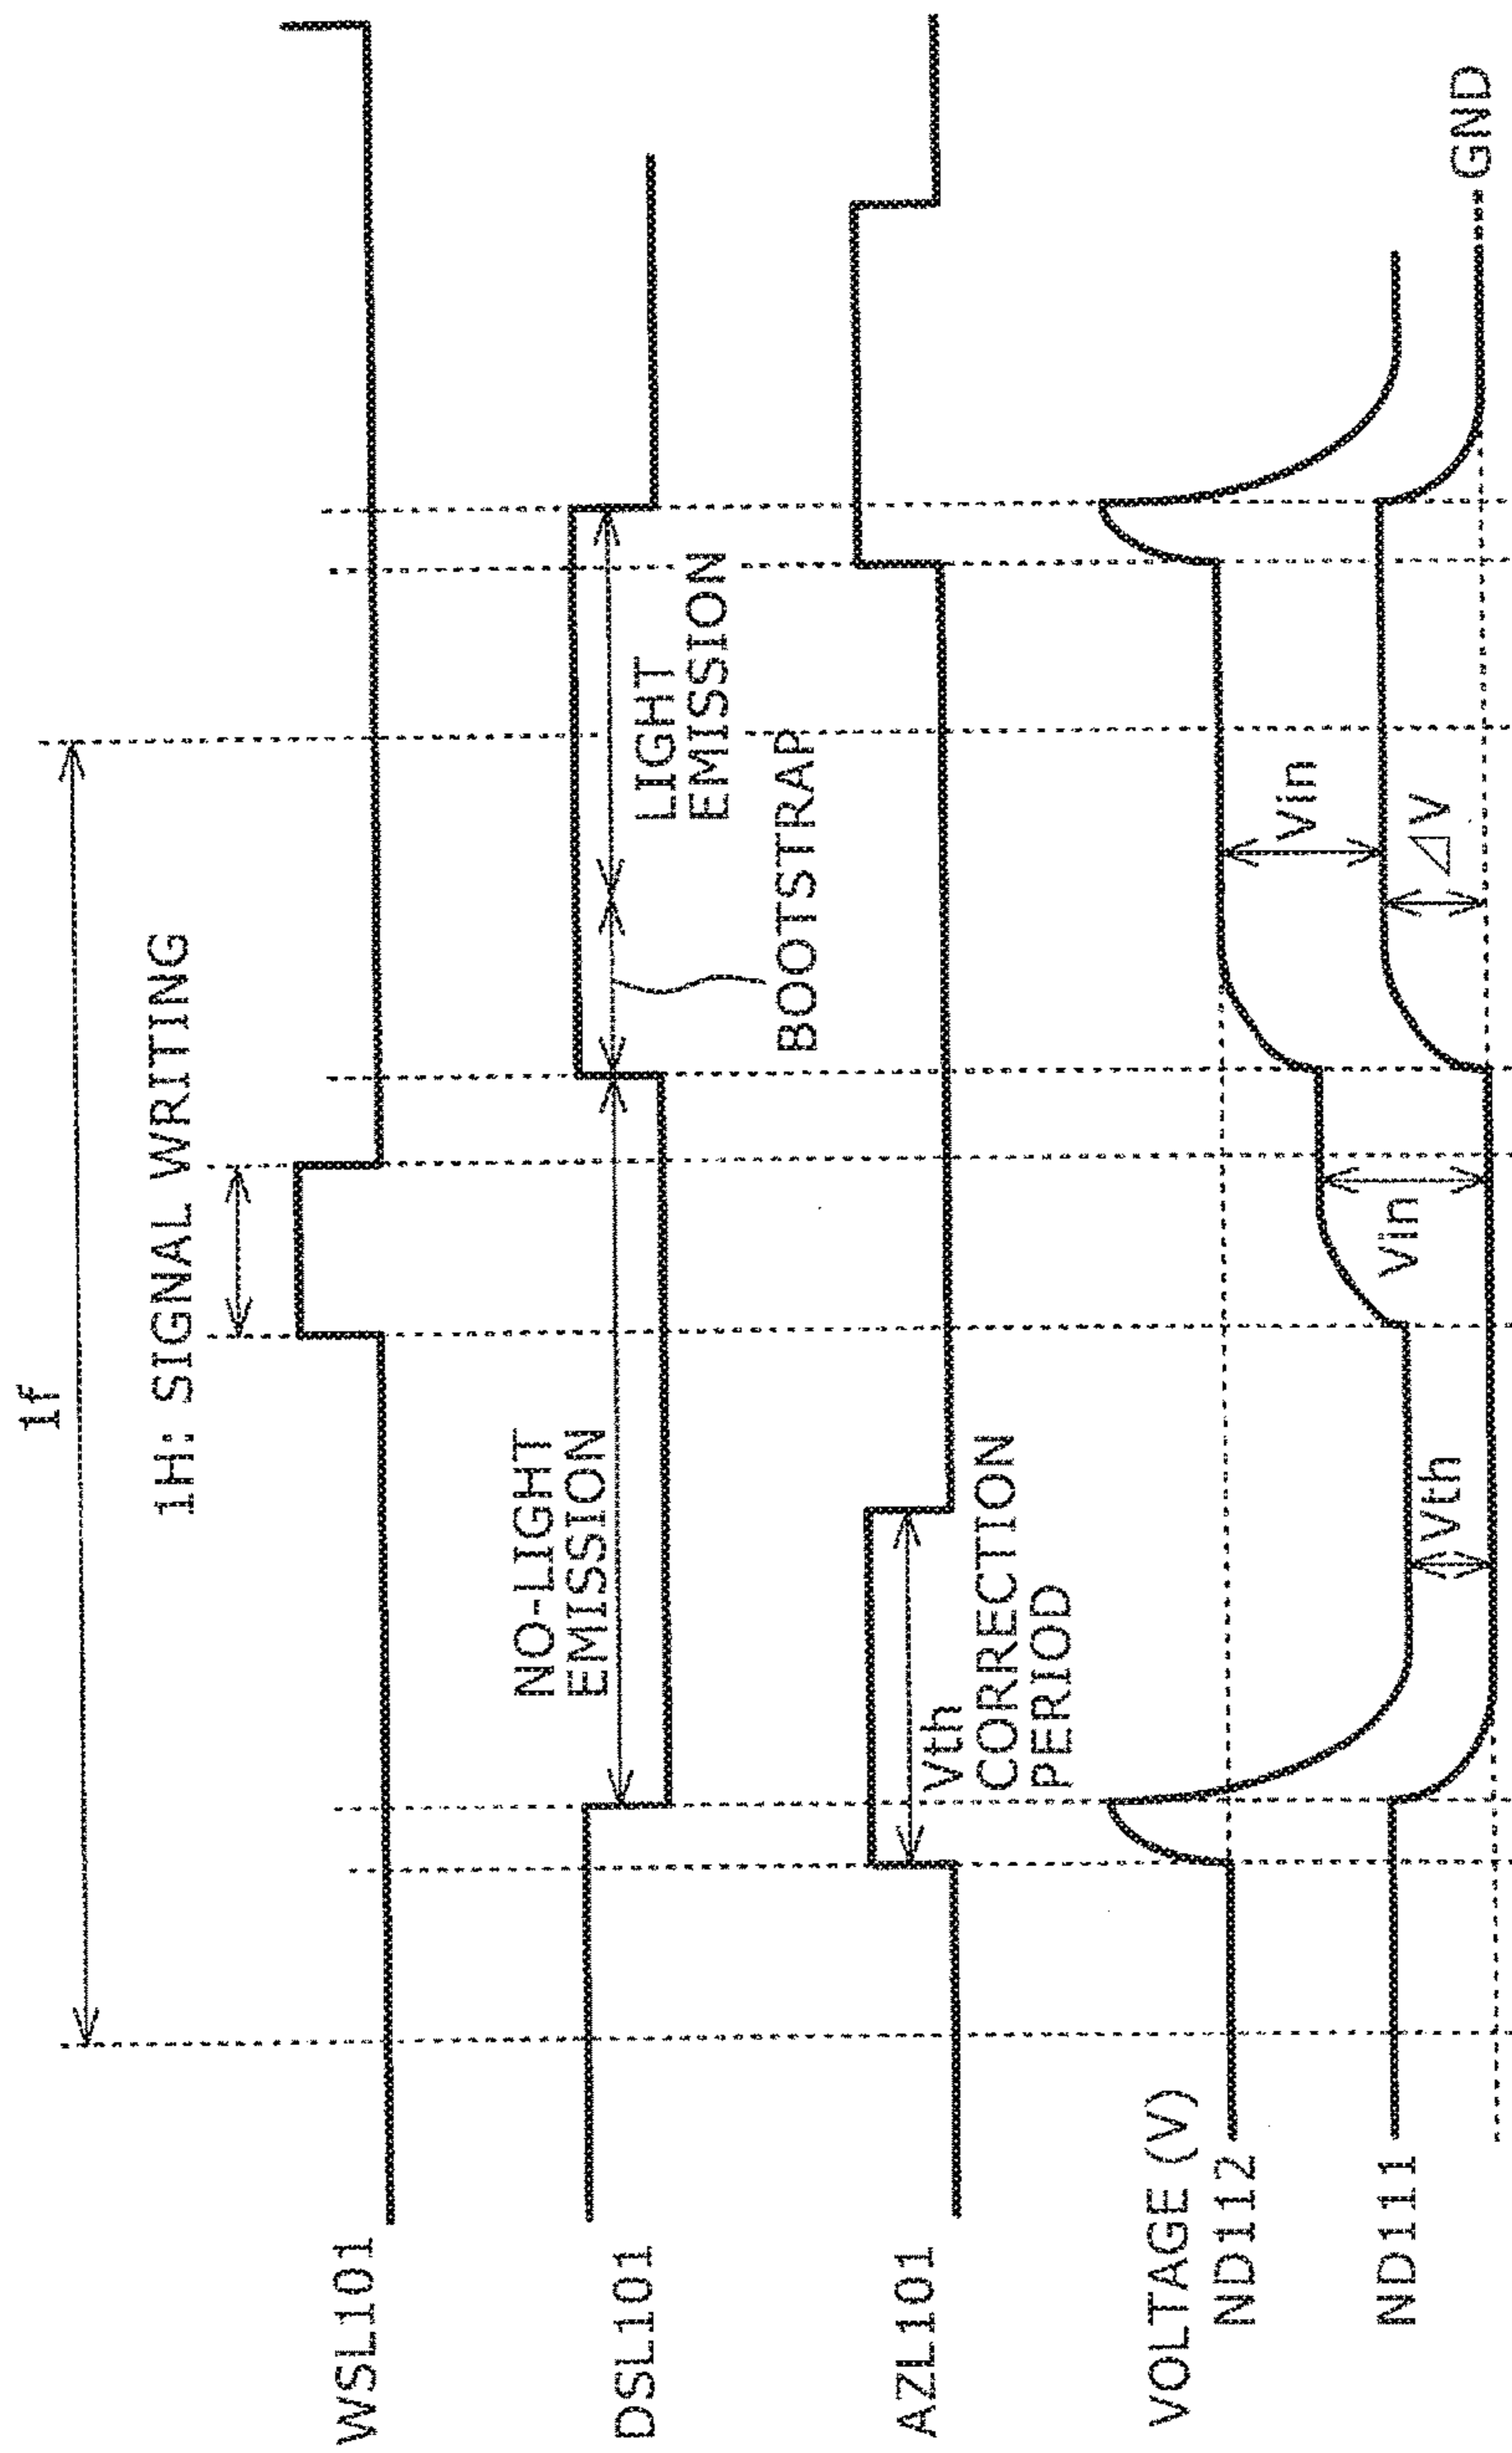 1f
1H: SIGNAL WRITING
WSL101
NO-LIGHT
EMISSION
LIGHT
EMISSION
BOOTSTRAP
DSL101
Vth
CORRECTION
PERIOD
AZL101
VOLTAGE (V)
ND112
Vin
Vin
ΔV
Vth
ND111
GND